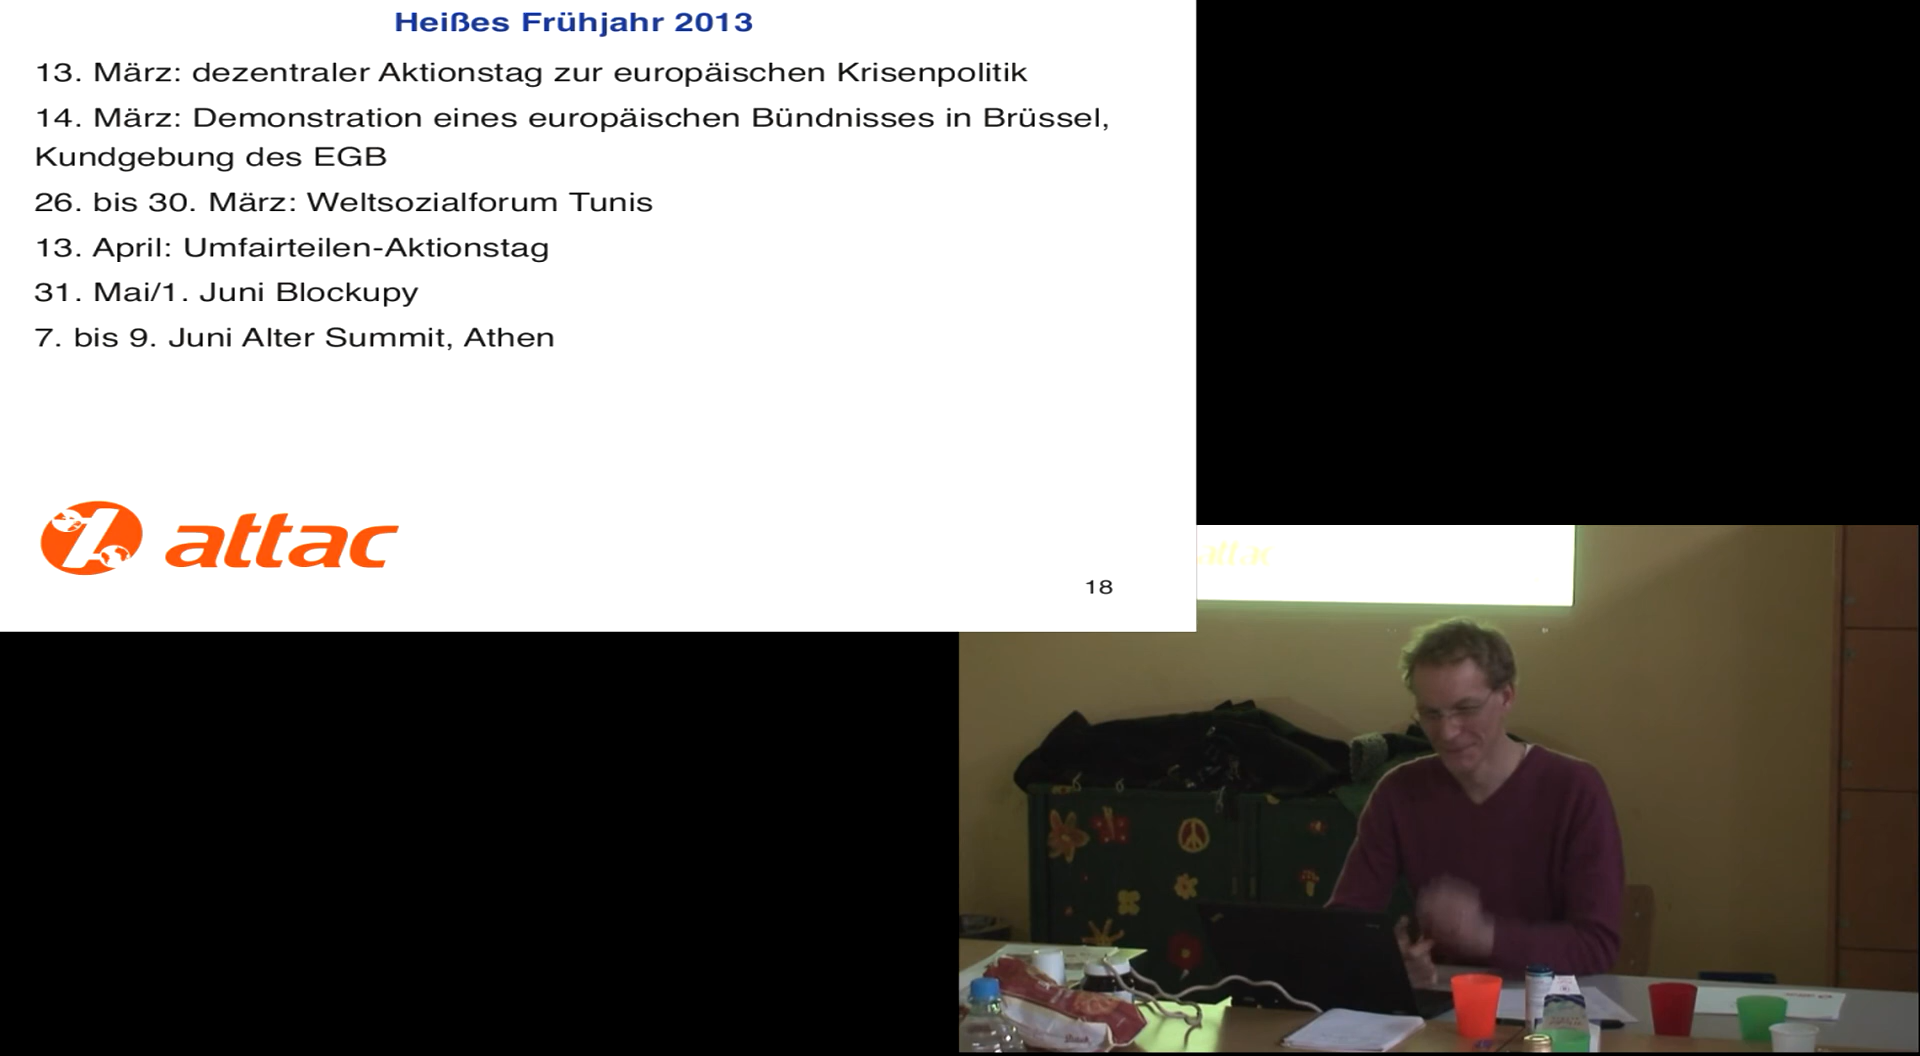 Heißes Frühjahr 2013
13. März: dezentraler Aktionstag zur europäischen Krisenpolitik
14. März: Demonstration eines europäischen Bündnisses in Brüssel,
Kundgebung des EGB
26. bis 30. März: Weltsozialforum Tunis
13. April: Umfairteilen-Aktionstag
31. Mai/1. Juni Blockupy
7. bis 9. Juni Alter Summit, Athen
attac
18
attac